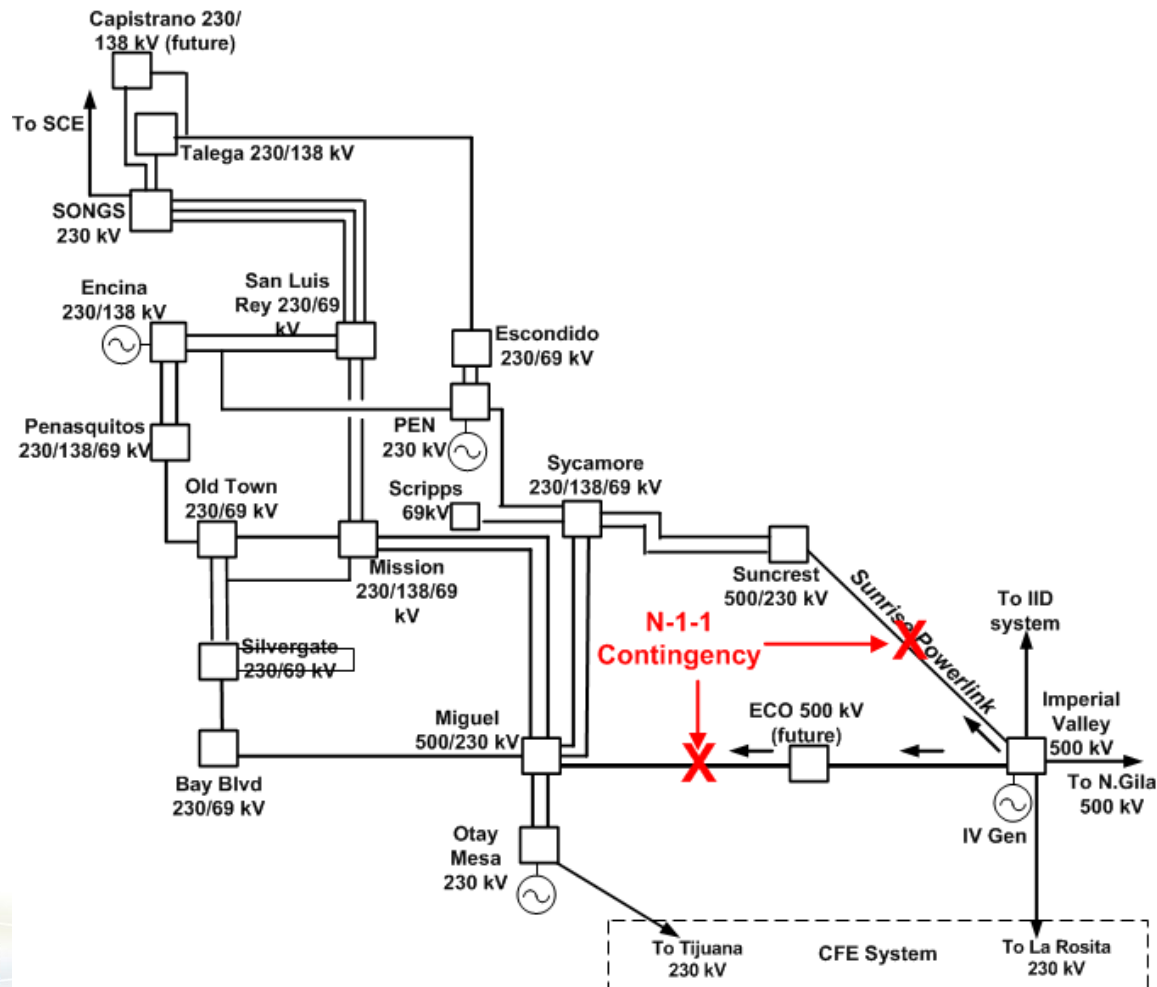 Capistrano 230/
138 kV (future)
To SCE
Talega 230/138 kV
SONGS
230 kV
Encina
230/138 kV
San Luis
Rey 230/69
kV
Escondido
230/69 kV
PEN
230 kV
Penasquitos
230/138/69 kV
Old Town
230/69 kV
Scripps
69kV
Sycamore
230/138/69 kV
Mission
230/138/69
kV
Suncrest
500/230 kV
Sunrise Powerlink
X
N-1-1
Contingency
To IID
system
Silvergate
230/69 kV
Miguel
500/230 kV
X
ECO 500 kV
(future)
Imperial
Valley
500 kV
To N.Gila
500 kV
Bay Blvd
230/69 kV
IV Gen
Otay
Mesa
230 kV
To Tijuana
230 kV
CFE System
To La Rosita
230 kV